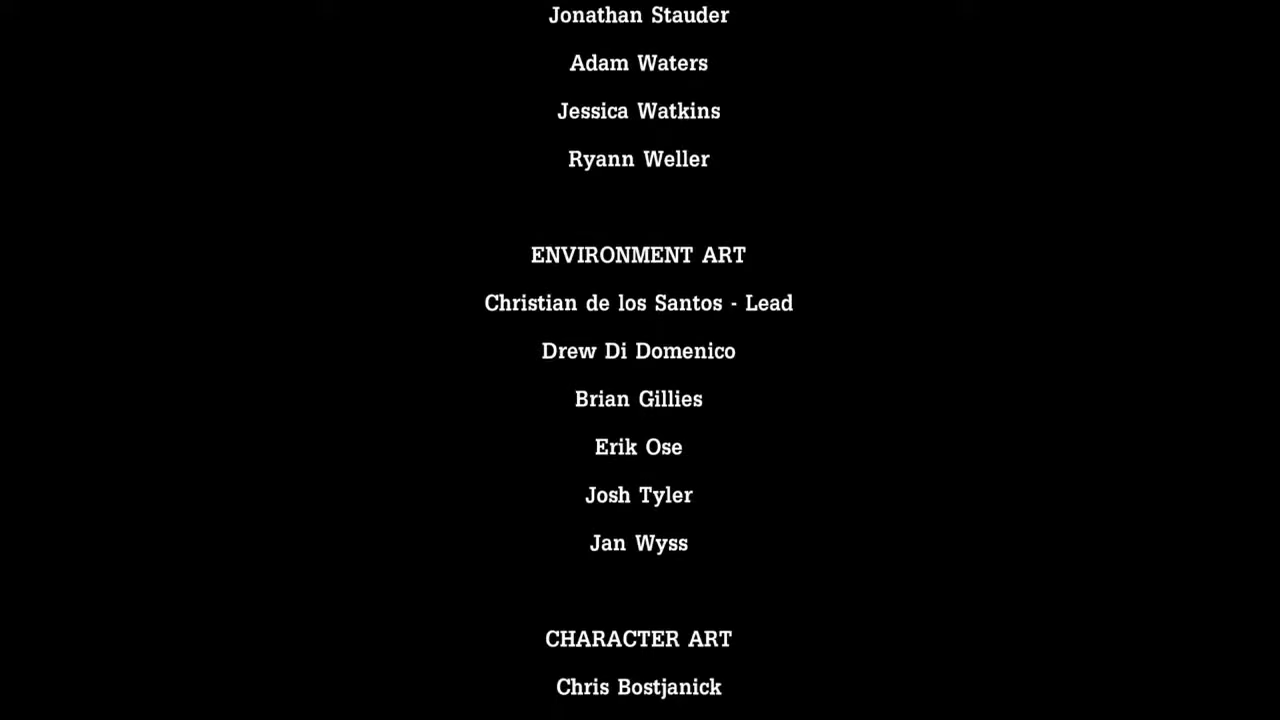 Jonathan Stauder
Adam Waters
Jessica Watkins
Ryann Weller
ENVIRONMENT ART
Christian de los Santos - Lead
Drew Di Domenico
Brian Gillies
Erik Ose
Josh Tyler
Jan Wyss
CHARACTER ART
Chris Bostjanick